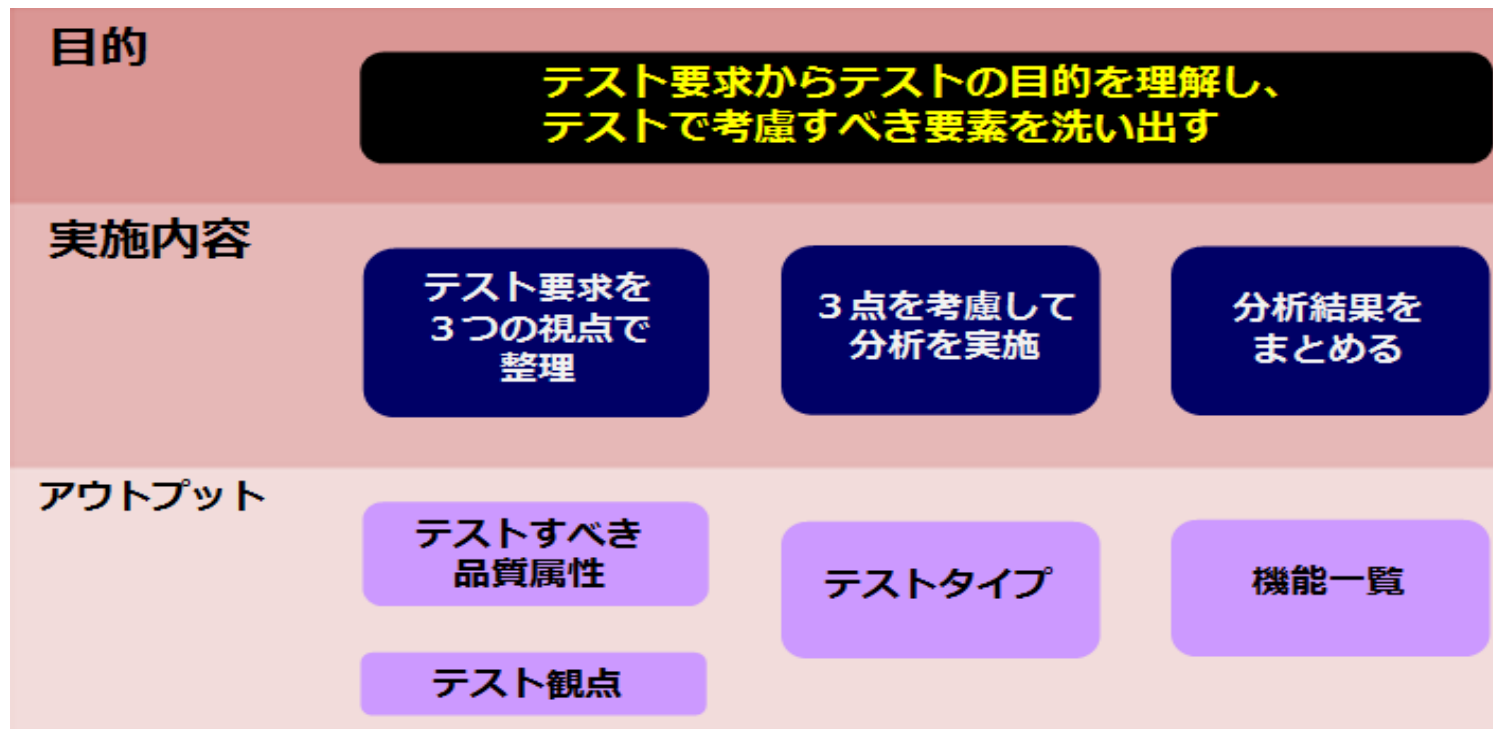 目的
テスト要求からテストの目的を理解し、
テストで考慮すべき要素を洗い出す
実施内容
テスト要求を
３つの視点で
整理
３点を考慮して
分析を実施
分析結果を
まとめる
アウトプット
テストすべき
品質属性
テストタイプ
機能一覧
テスト観点